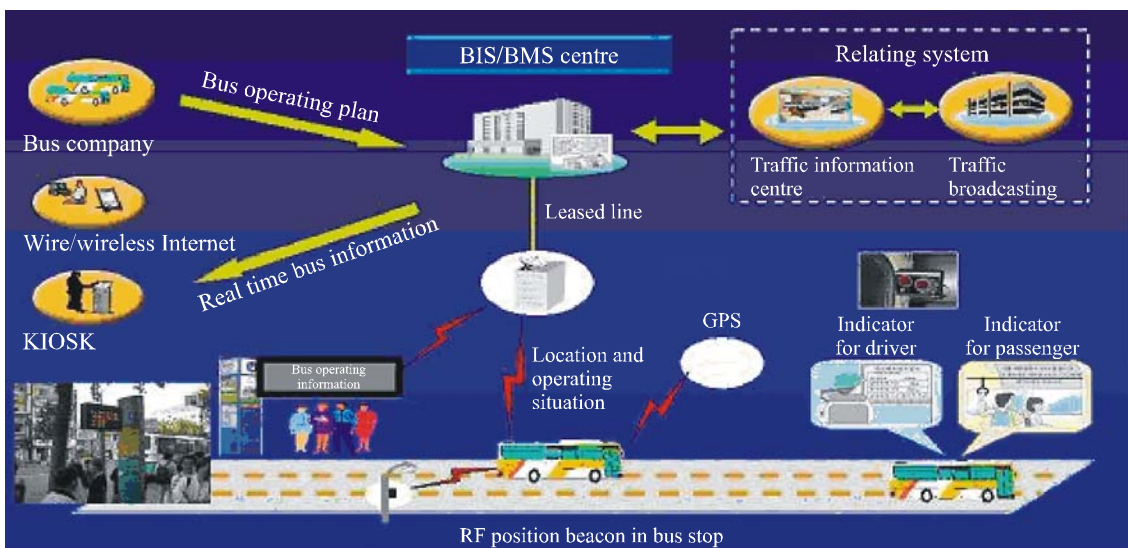 BIS/BMS centre
Relating system
Bus operating plan
Bus company
Traffic information
centre
Traffic
broadcasting
Wire/wireless Internet
Leased line
Real time bus information
KIOSK
GPS
Indicator
for driver
Indicator
for passenger
Bus operating
information
Location and
operating
situation
RF position beacon in bus stop